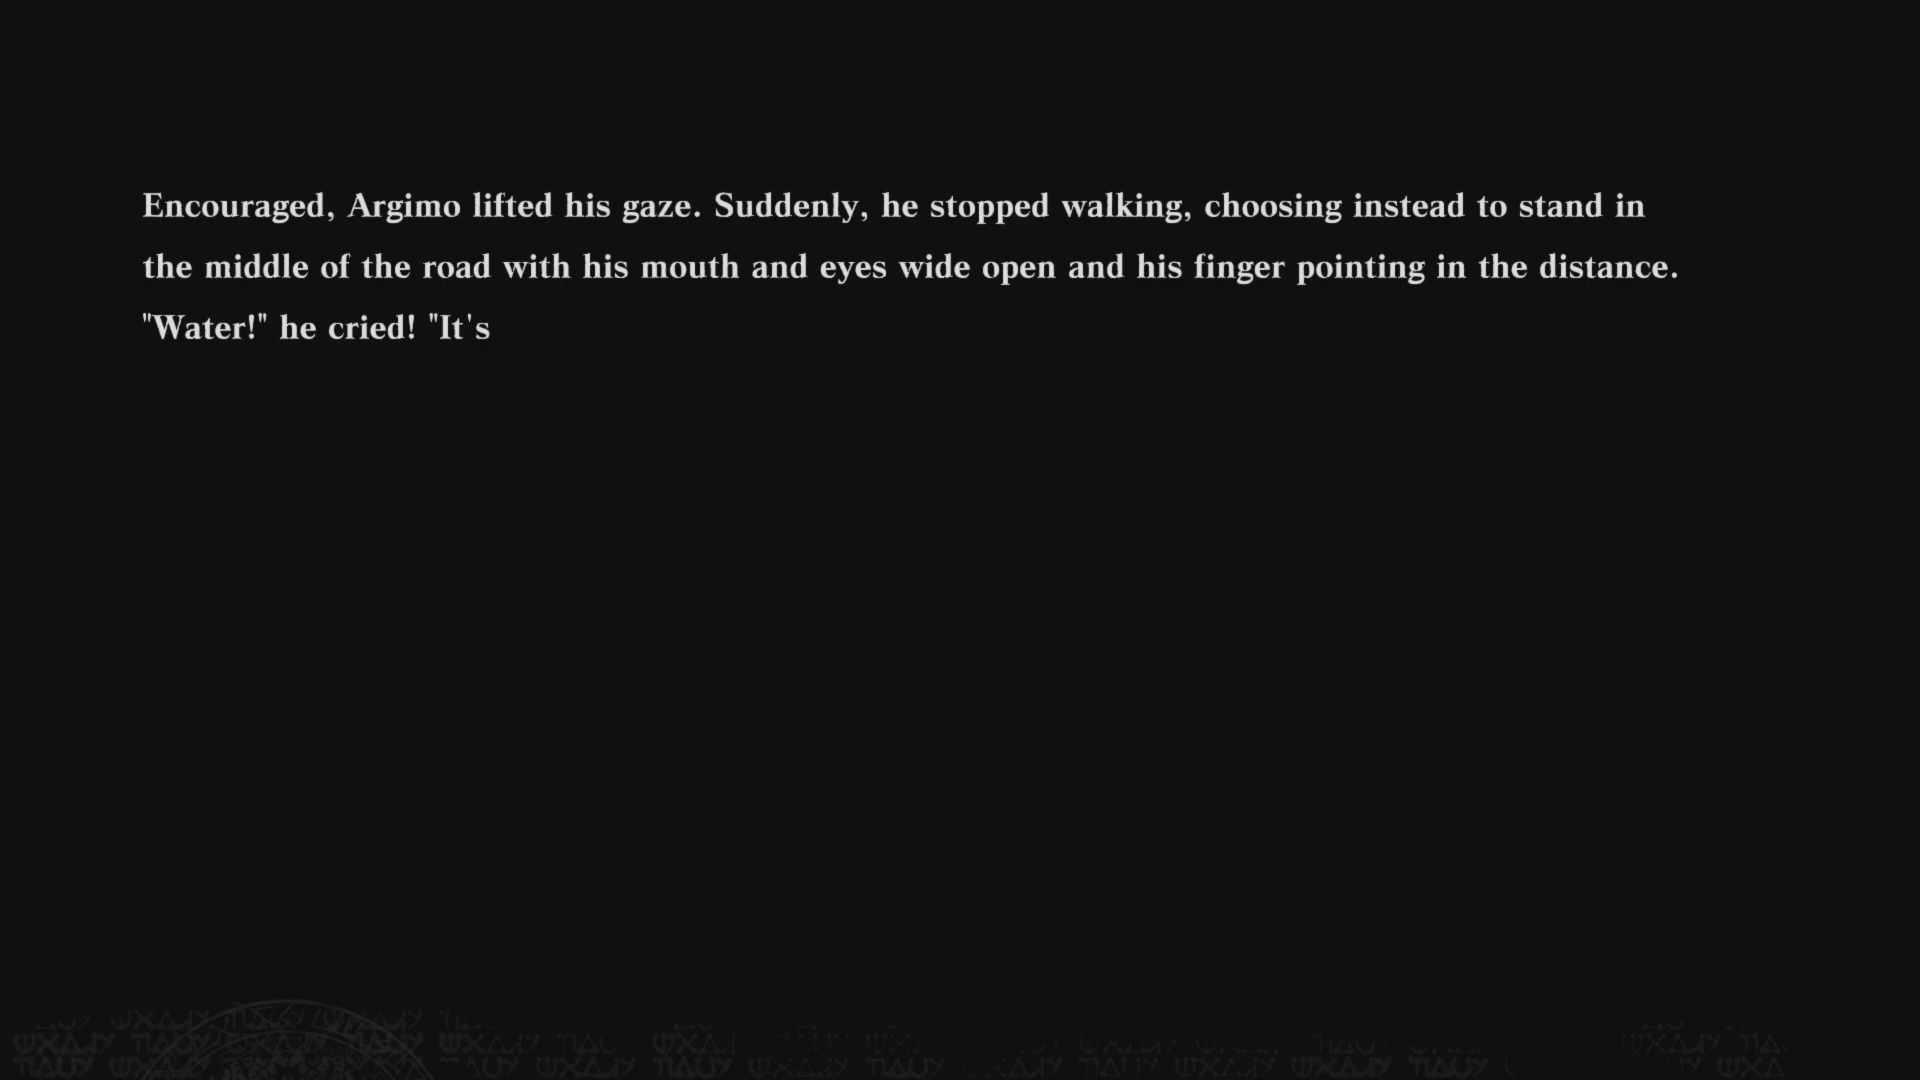 Encouraged, Argimo lifted his gaze. Suddenly, he stopped walking, choosing instead to stand in
the middle of the road with his mouth and eyes wide open and his finger pointing in the distance.
"Water!" he cried! "It's